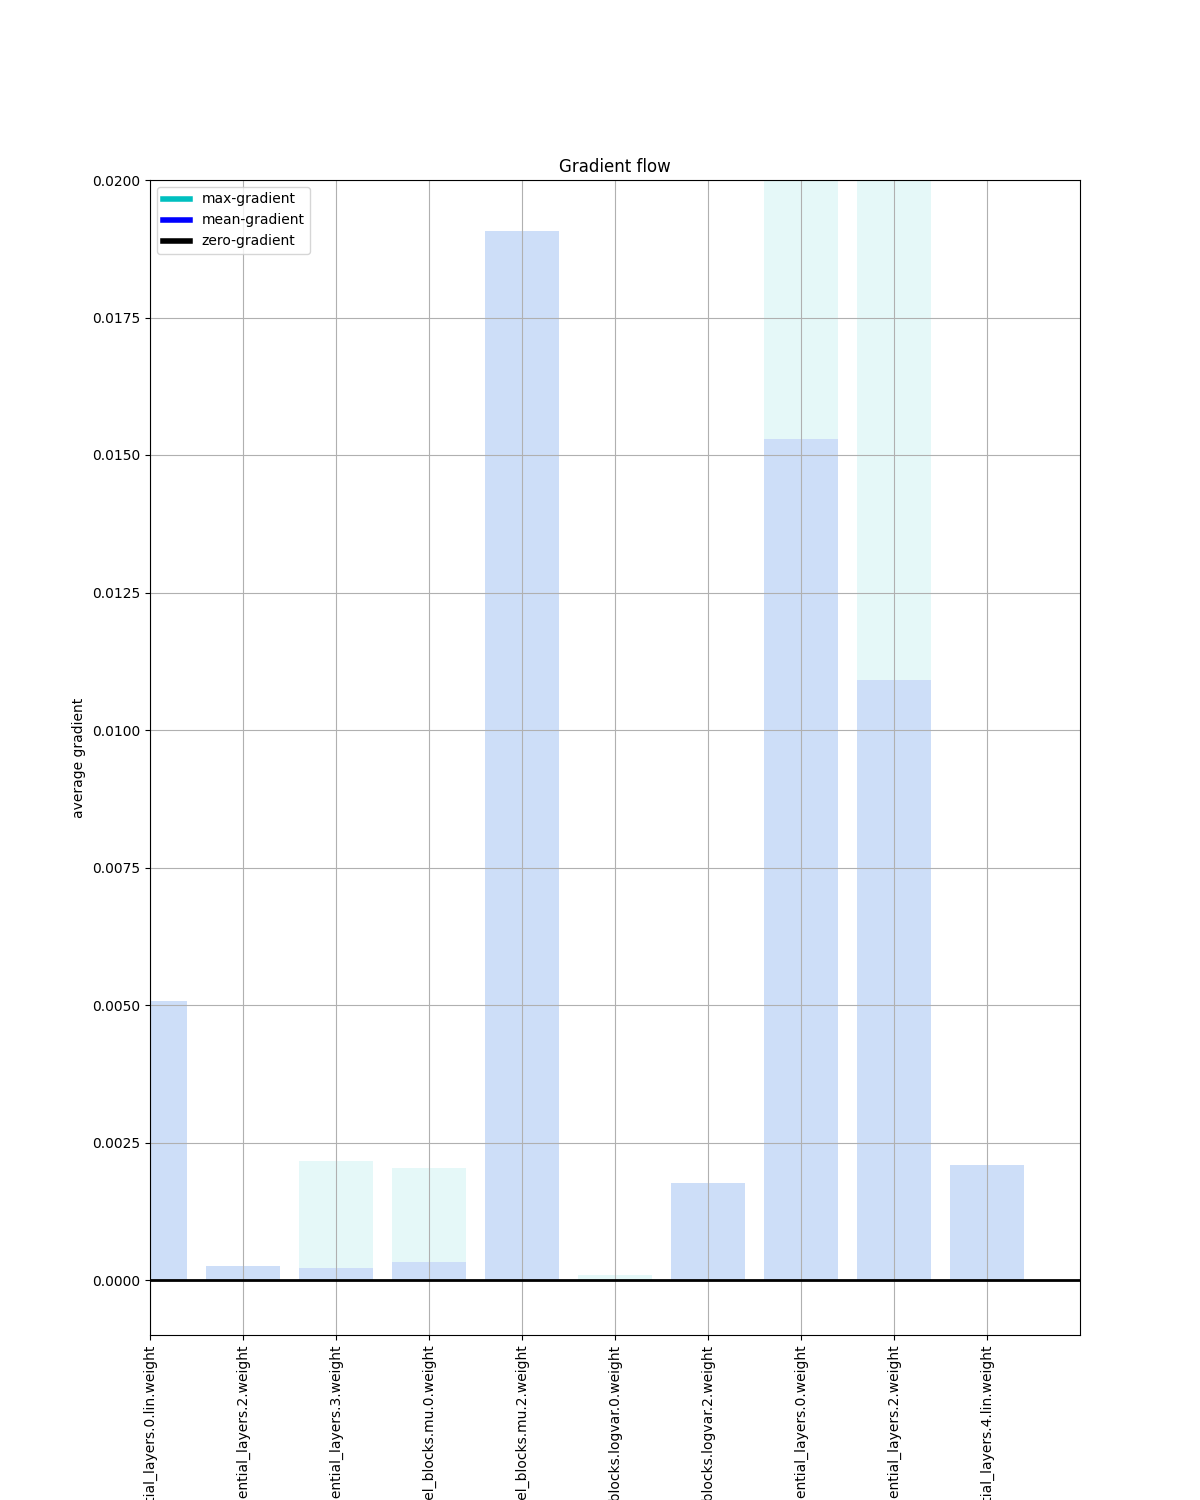 Gradient flow
max-gradient
mean-gradient
zero-gradient
0.0200
0.0175
0.0150
0.0125
0.0100
0.0075
0.0050
0.0025
0.0000
average gradient
tial_layers.0.lin.weight
ential_layers.2.weight
ential_layers.3.weight
el_blocks.mu.0.weight
el_blocks.mu.2.weight
blocks.logvar.0.weight
blocks.logvar.2.weight
ential_layers.0.weight
ential_layers.2.weight
tial_layers.4.lin.weight